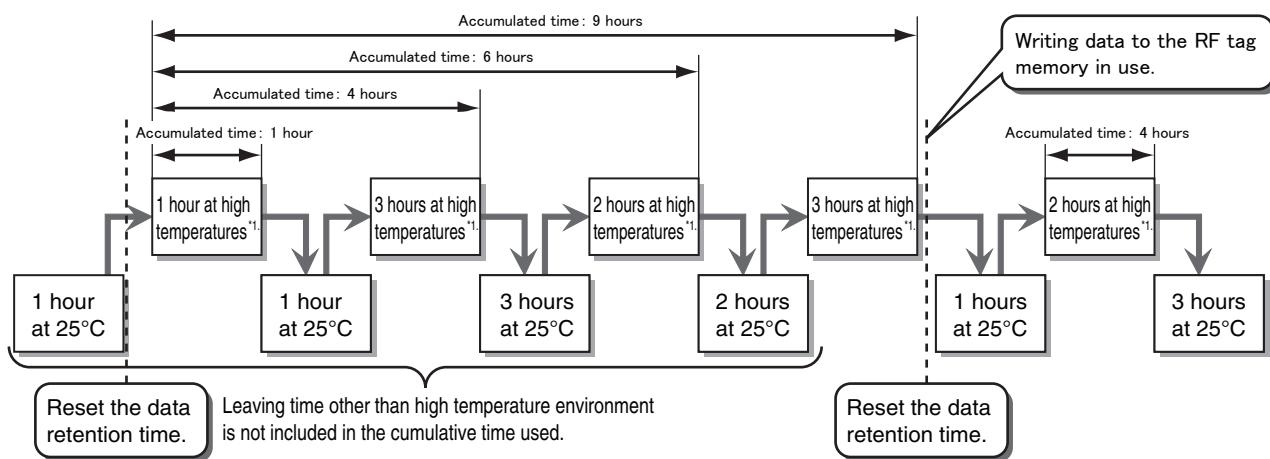 Accumulated time: 9 hours
Accumulated time: 6 hours
Accumulated time: 4 hours
Accumulated time: 1 hour
Writing data to the RF tag
memory in use.
Accumulated time: 4 hours
1 hour at high
temperatures*1.
3 hours at high
temperatures*1.
2 hours at high
temperatures*1.
3 hours at high
temperatures*1.
2 hours at high
temperatures*1.
1 hour
at 25°C
1 hour
at 25°C
3 hours
at 25°C
2 hours
at 25°C
1 hours
at 25°C
3 hours
at 25°C
Reset the data
retention time.
Leaving time other than high temperature environment
is not included in the cumulative time used.
Reset the data
retention time.